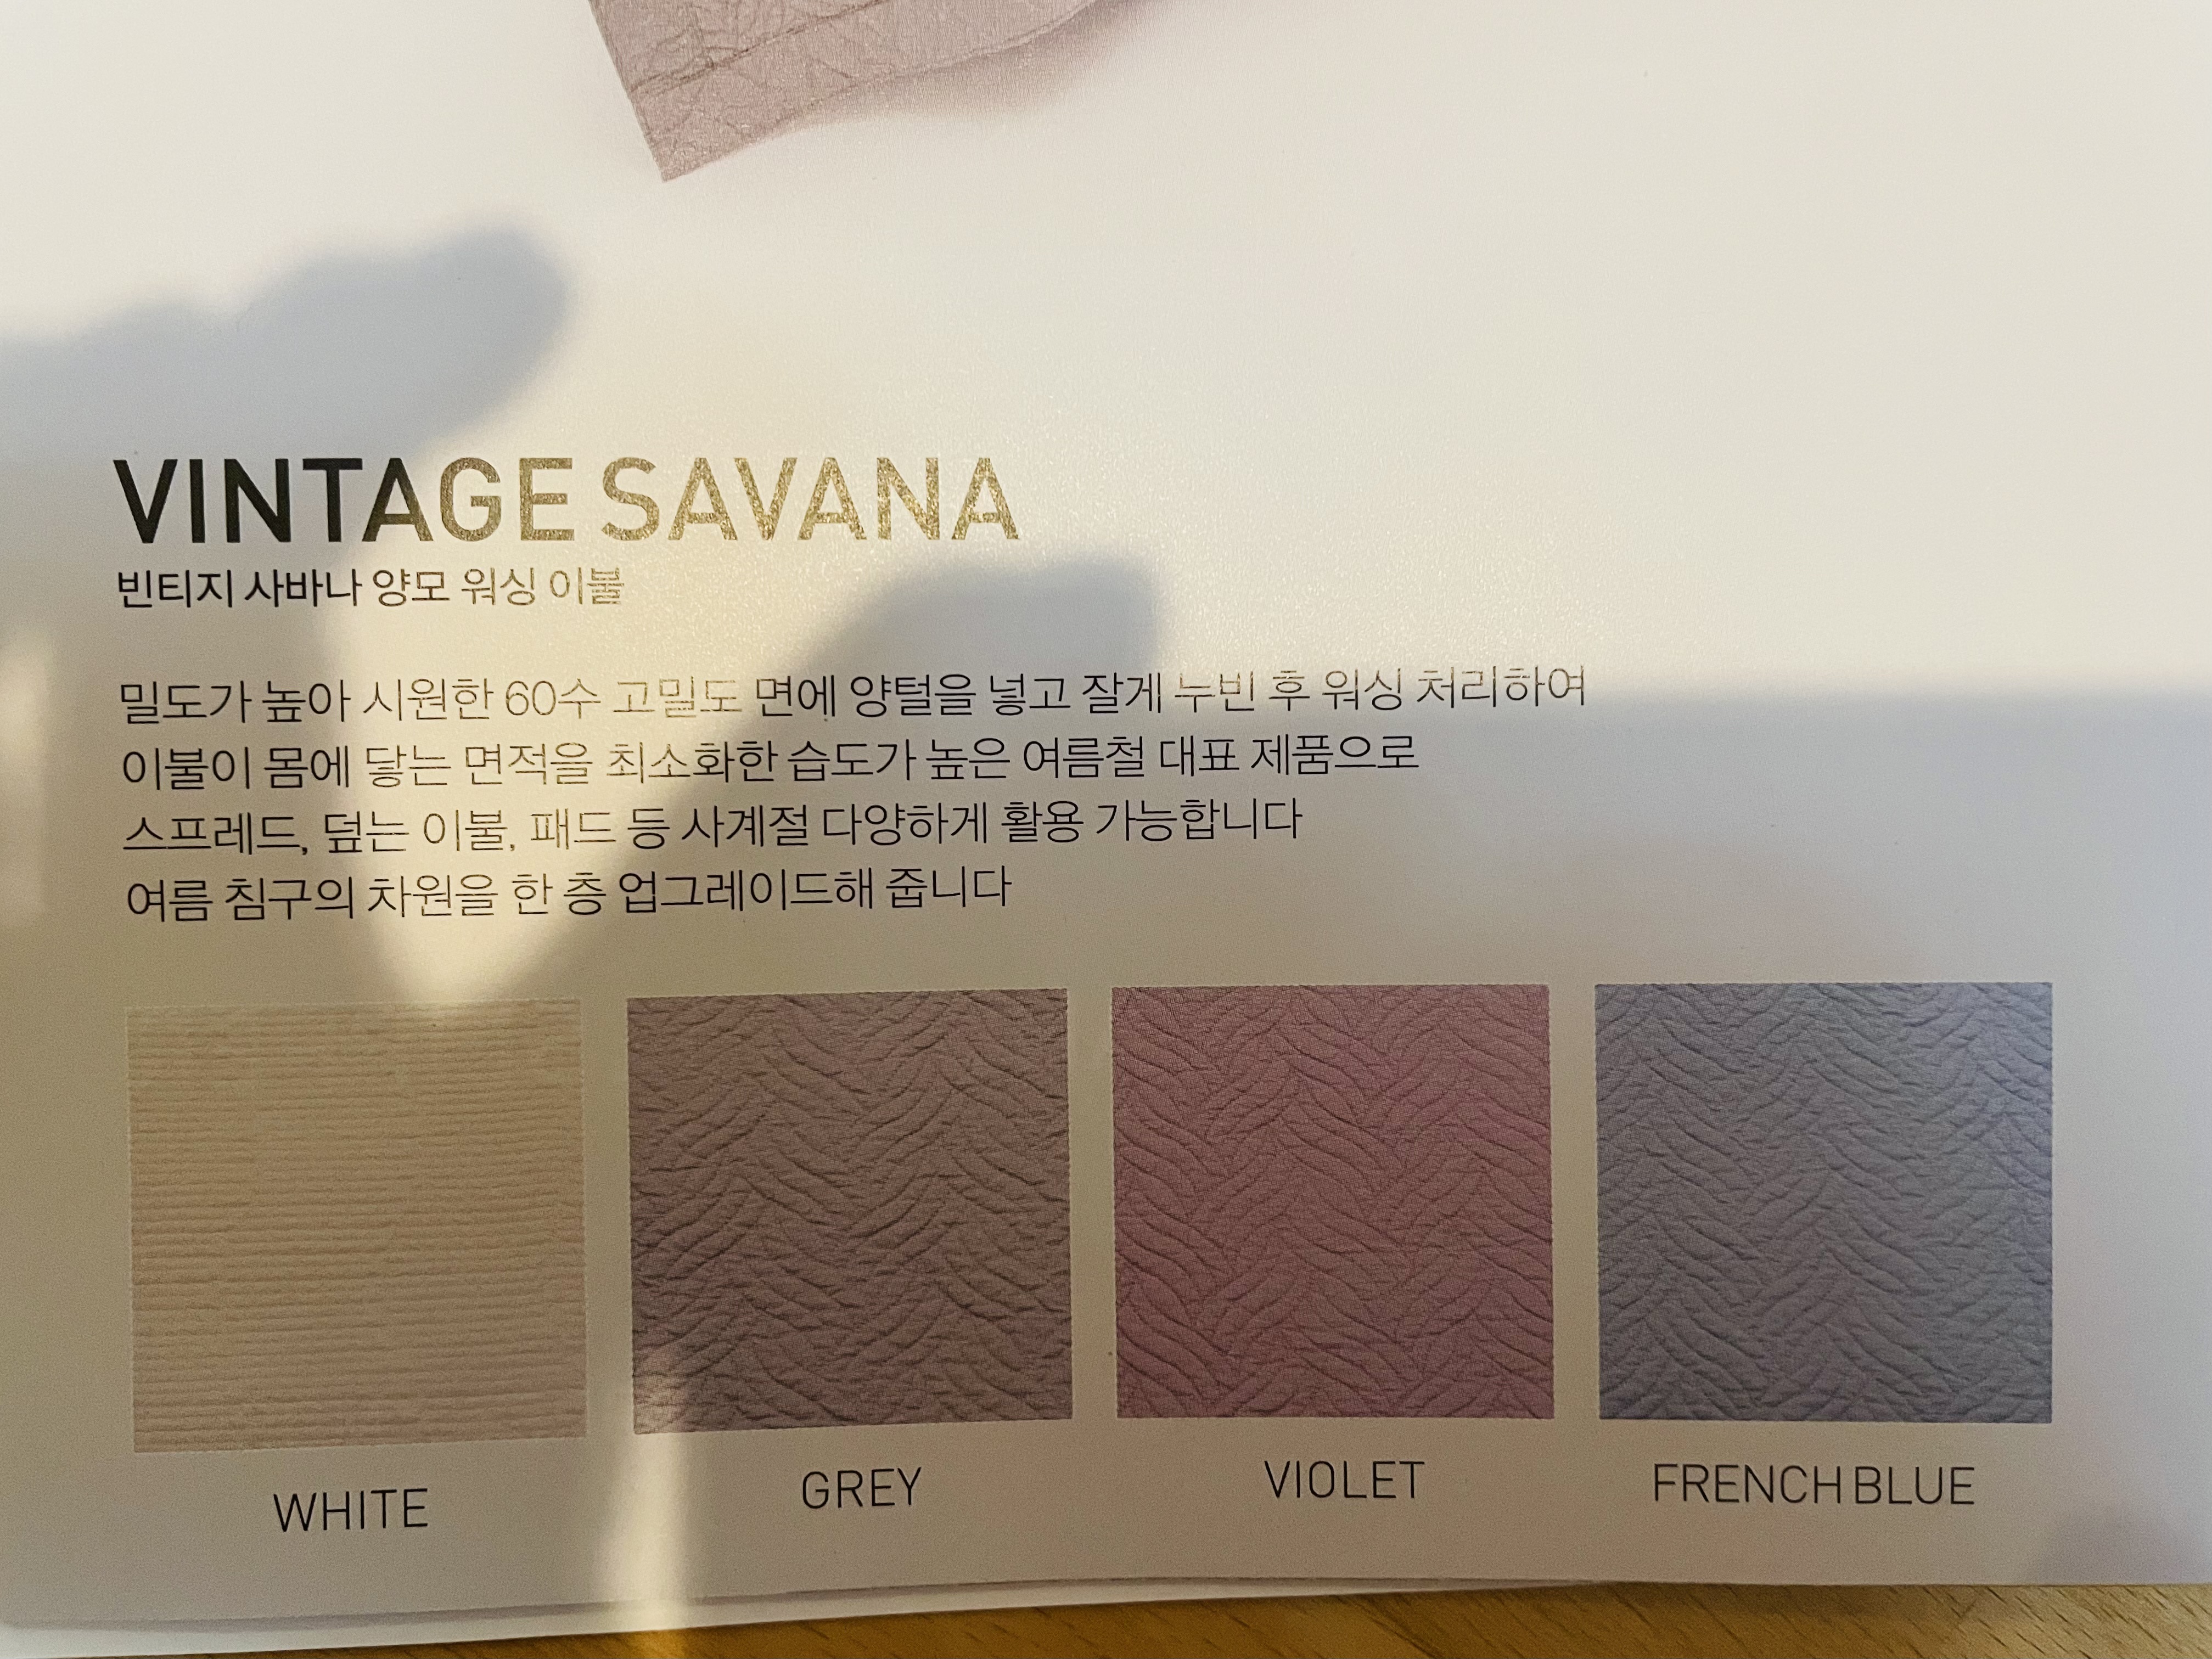 VINTAGE SAVANA
빈티지 사바나 양모 워싱 이불
밀도가 높아 시원한 60수 고밀도 면에 양털을 넣고 잘게 누빈 후 워싱 처리하여
이불이 몸에 닿는 면적을 최소화한 습도가 높은 여름철 대표 제품으로
스프레드, 덮는 이불, 패드 등 사계절 다양하게 활용 가능합니다
여름 침구의 차원을 한 층 업그레이드해 줍니다
WHITE
GREY
VIOLET
FRENCH BLUE